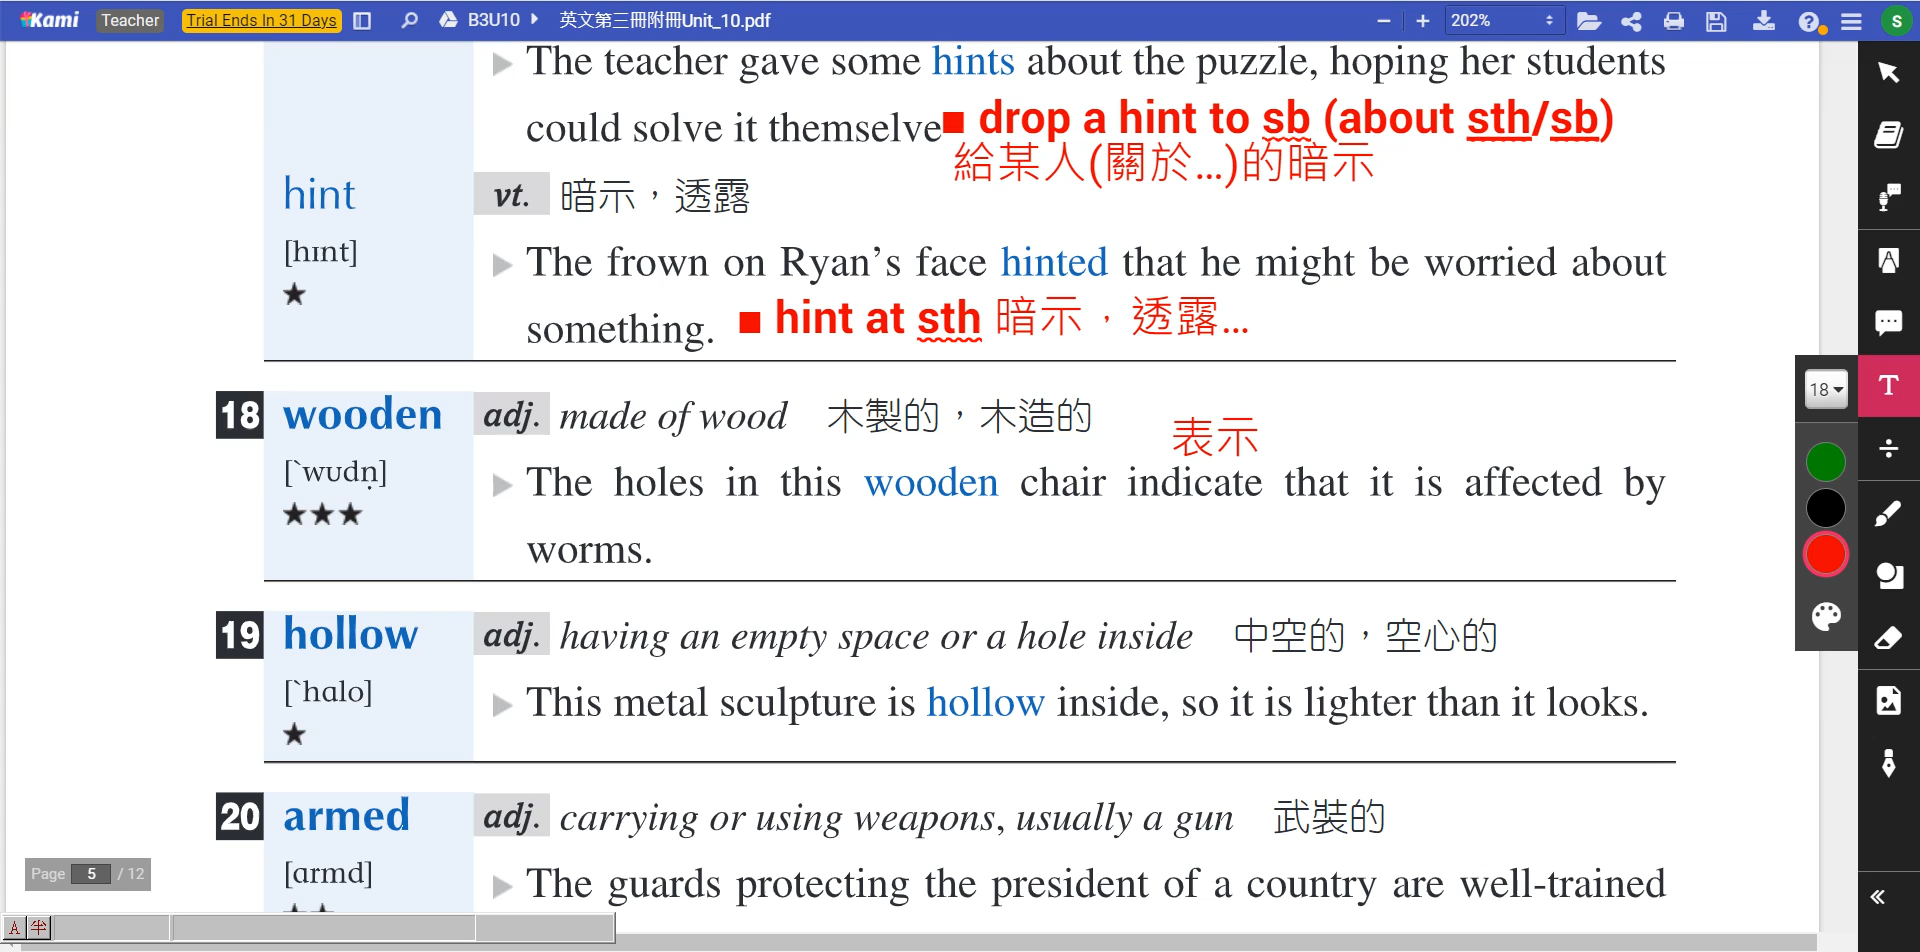 Kami Teacher Trial Ends In 31 Days B3U10 英文第三冊附冊Unit_10.pdf 202% S
The teacher gave some hints about the puzzle, hoping her students
could solve it themselve
■ drop a hint to sb (about sth/sb)
給某人(關於...)的暗示
hint vt. 暗示，透露
[hɪnt]
★
The frown on Ryan’s face hinted that he might be worried about
something.
■ hint at sth 暗示，透露...
18 wooden adj. made of wood 木製的，木造的
表示
[ˋwʊdn̩]
★★★
The holes in this wooden chair indicate that it is affected by
worms.
19 hollow adj. having an empty space or a hole inside 中空的，空心的
[ˋhɑlo]
★
This metal sculpture is hollow inside, so it is lighter than it looks.
20 armed adj. carrying or using weapons, usually a gun 武裝的
[ɑrmd]
The guards protecting the president of a country are well-trained
Page 5 / 12
18
T
A 半